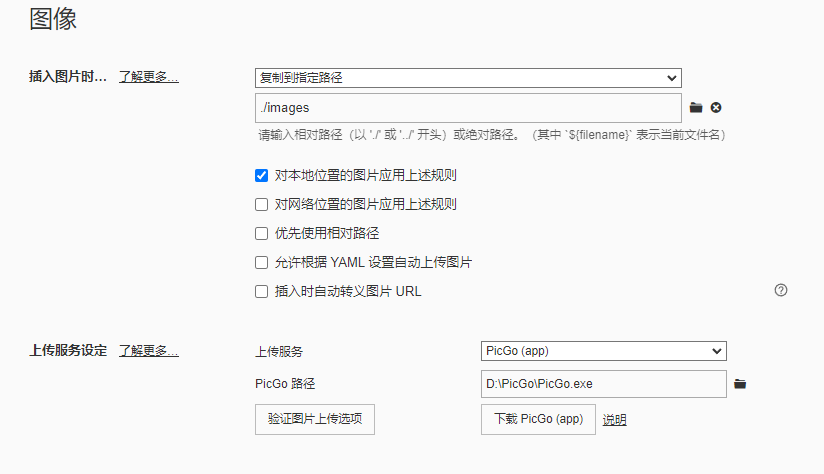 图像
插入图片时... 了解更多... 复制到指定路径
./images
请输入相对路径（以 './' 或 '../' 开头）或绝对路径。（其中 `${filename}` 表示当前文件名）
对本地位置的图片应用上述规则
对网络位置的图片应用上述规则
优先使用相对路径
允许根据 YAML 设置自动上传图片
插入时自动转义图片 URL
上传服务设定 了解更多... 上传服务 PicGo (app)
PicGo 路径 D:\PicGo\PicGo.exe
验证图片上传选项 下载 PicGo (app) 说明